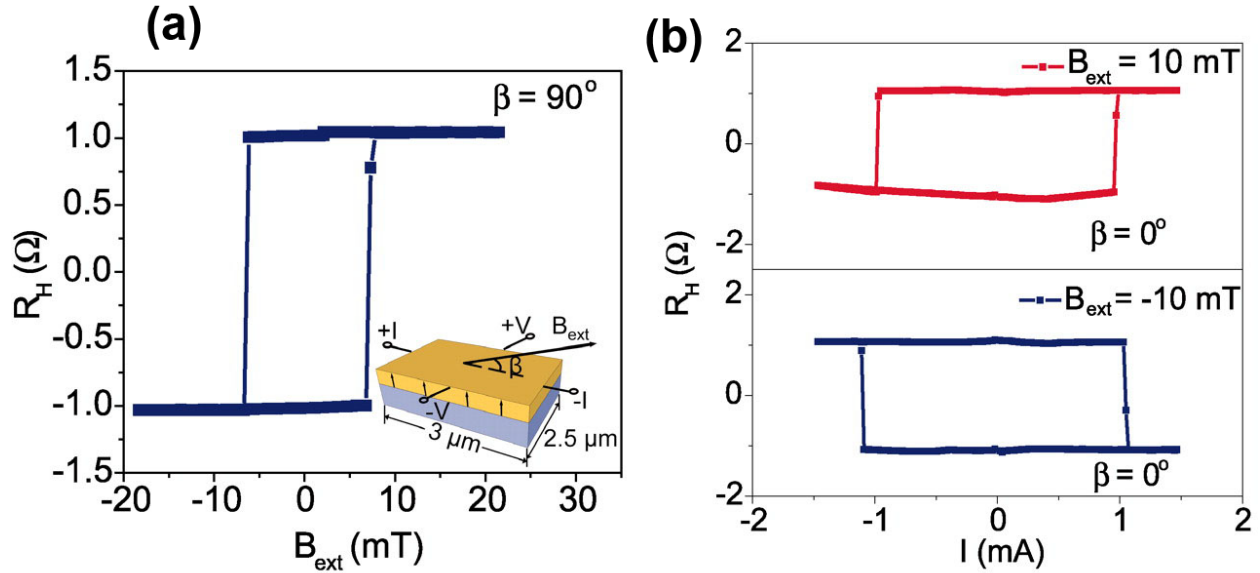 (a)
1.5
1.0
0.5
0.0
-0.5
-1.0
-1.5
R_H (Ω)
β = 90°
+I
+V
B_ext
β
-V
-I
3 μm
2.5 μm
-20 -10 0 10 20 30
B_ext (mT)
(b)
2
0
-2
B_ext = 10 mT
β = 0°
R_H (Ω)
2
0
-2
B_ext = -10 mT
β = 0°
-2 -1 0 1 2
I (mA)